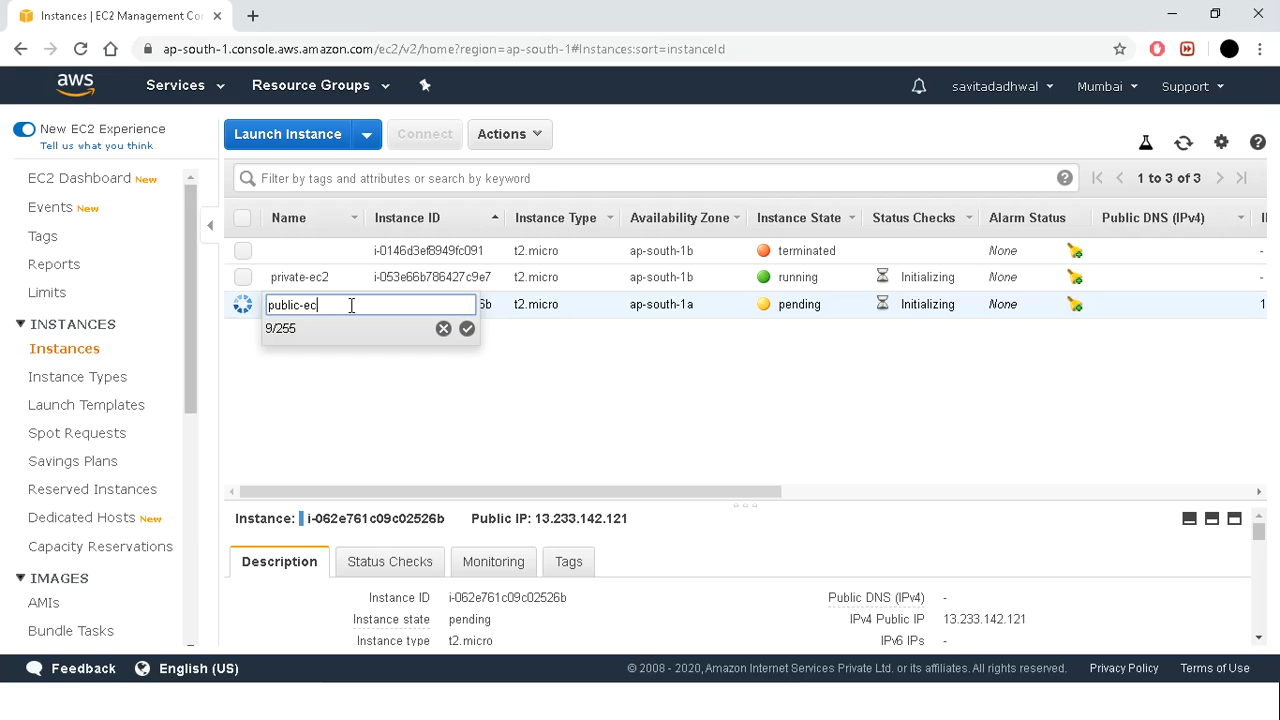 Instances | EC2 Management Co
ap-south-1.console.aws.amazon.com/ec2/v2/home?region=ap-south-1#Instances:sort=instanceId
aws
Services
Resource Groups
savitadadhwal
Mumbai
Support
New EC2 Experience
Tell us what you think
Launch Instance
Connect
Actions
EC2 Dashboard New
Events New
Tags
Reports
Limits
INSTANCES
Instances
Instance Types
Launch Templates
Spot Requests
Savings Plans
Reserved Instances
Dedicated Hosts New
Capacity Reservations
IMAGES
AMIs
Bundle Tasks
Filter by tags and attributes or search by keyword
1 to 3 of 3
Name Instance ID Instance Type Availability Zone Instance State Status Checks Alarm Status Public DNS (IPv4)
i-0146d3ef8949fc091 t2.micro ap-south-1b terminated None -
private-ec2 i-053e66b786427c9e7 t2.micro ap-south-1b running Initializing None -
public-ec 5b t2.micro ap-south-1a pending Initializing None 1
9/255
Instance: i-062e761c09c02526b Public IP: 13.233.142.121
Description Status Checks Monitoring Tags
Instance ID i-062e761c09c02526b Public DNS (IPv4) -
Instance state pending IPv4 Public IP 13.233.142.121
Instance type t2.micro IPv6 IPs -
Feedback
English (US)
© 2008 - 2020, Amazon Internet Services Private Ltd. or its affiliates. All rights reserved.
Privacy Policy
Terms of Use